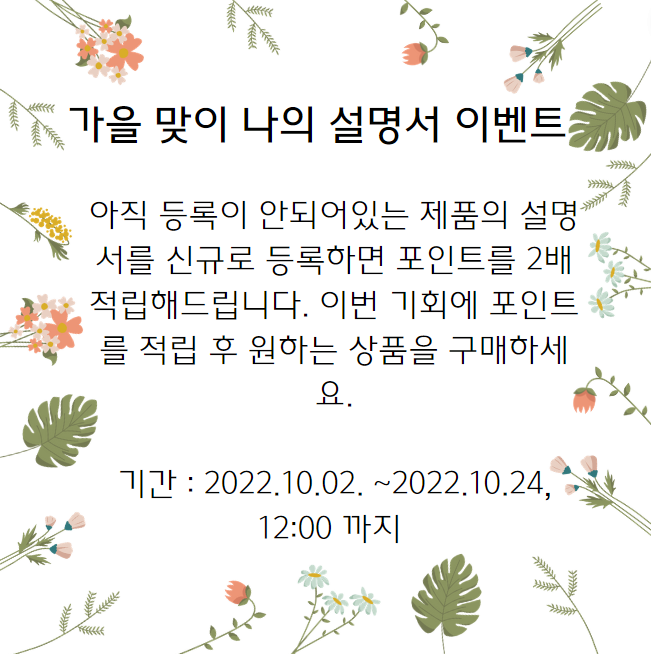 가을 맞이 나의 설명서 이벤트
아직 등록이 안되어있는 제품의 설명
서를 신규로 등록하면 포인트를 2배
적립해드립니다. 이번 기회에 포인트
를 적립 후 원하는 상품을 구매하세
요.
기간 : 2022.10.02. ~2022.10.24,
12:00 까지